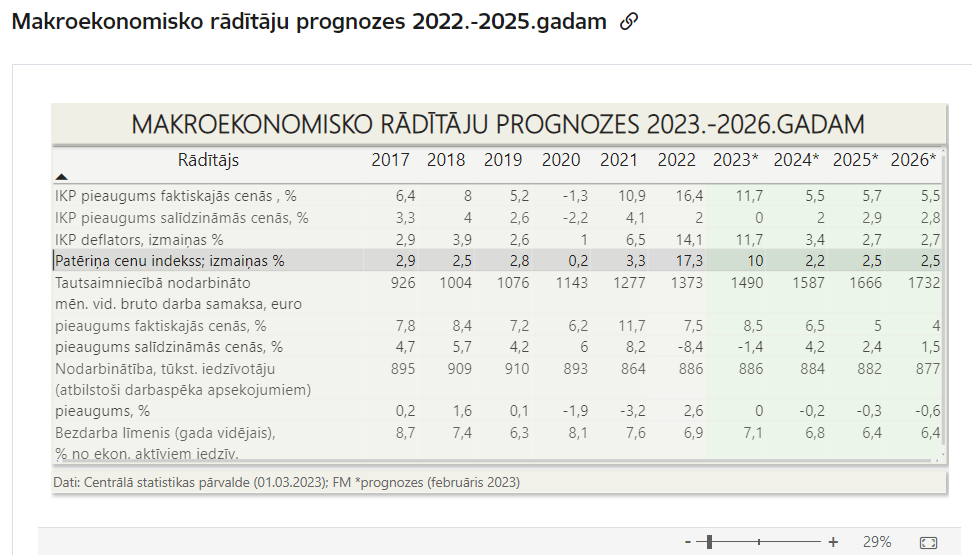 Makroekonomisko rādītāju prognozes 2022.-2025.gadam
MAKROEKONOMISKO RĀDĪTĀJU PROGNOZES 2023.-2026.GADAM
Rādītājs 2017 2018 2019 2020 2021 2022 2023* 2024* 2025* 2026*
IKP pieaugums faktiskajās cenās , % 6,4 8 5,2 -1,3 10,9 16,4 11,7 5,5 5,7 5,5
IKP pieaugums salīdzināmās cenās, % 3,3 4 2,6 -2,2 4,1 2 0 2 2,9 2,8
IKP deflators, izmaiņas % 2,9 3,9 2,6 1 6,5 14,1 11,7 3,4 2,7 2,7
Patēriņa cenu indekss; izmaiņas % 2,9 2,5 2,8 0,2 3,3 17,3 10 2,2 2,5 2,5
Tautsaimniecībā nodarbināto 926 1004 1076 1143 1277 1373 1490 1587 1666 1732
mēn. vid. bruto darba samaksa, euro
pieaugums faktiskajās cenās, % 7,8 8,4 7,2 6,2 11,7 7,5 8,5 6,5 5 4
pieaugums salīdzināmās cenās, % 4,7 5,7 4,2 6 8,2 -8,4 -1,4 4,2 2,4 1,5
Nodarbinātība, tūkst. iedzīvotāju 895 909 910 893 864 886 886 884 882 877
(atbilstoši darbaspēka apsekojumiem)
pieaugums, % 0,2 1,6 0,1 -1,9 -3,2 2,6 0 -0,2 -0,3 -0,6
Bezdarba līmenis (gada vidējais), 8,7 7,4 6,3 8,1 7,6 6,9 7,1 6,8 6,4 6,4
% no ekon. aktīviem iedzīv.
Dati: Centrālā statistikas pārvalde (01.03.2023); FM *prognozes (februāris 2023)
- + 29%